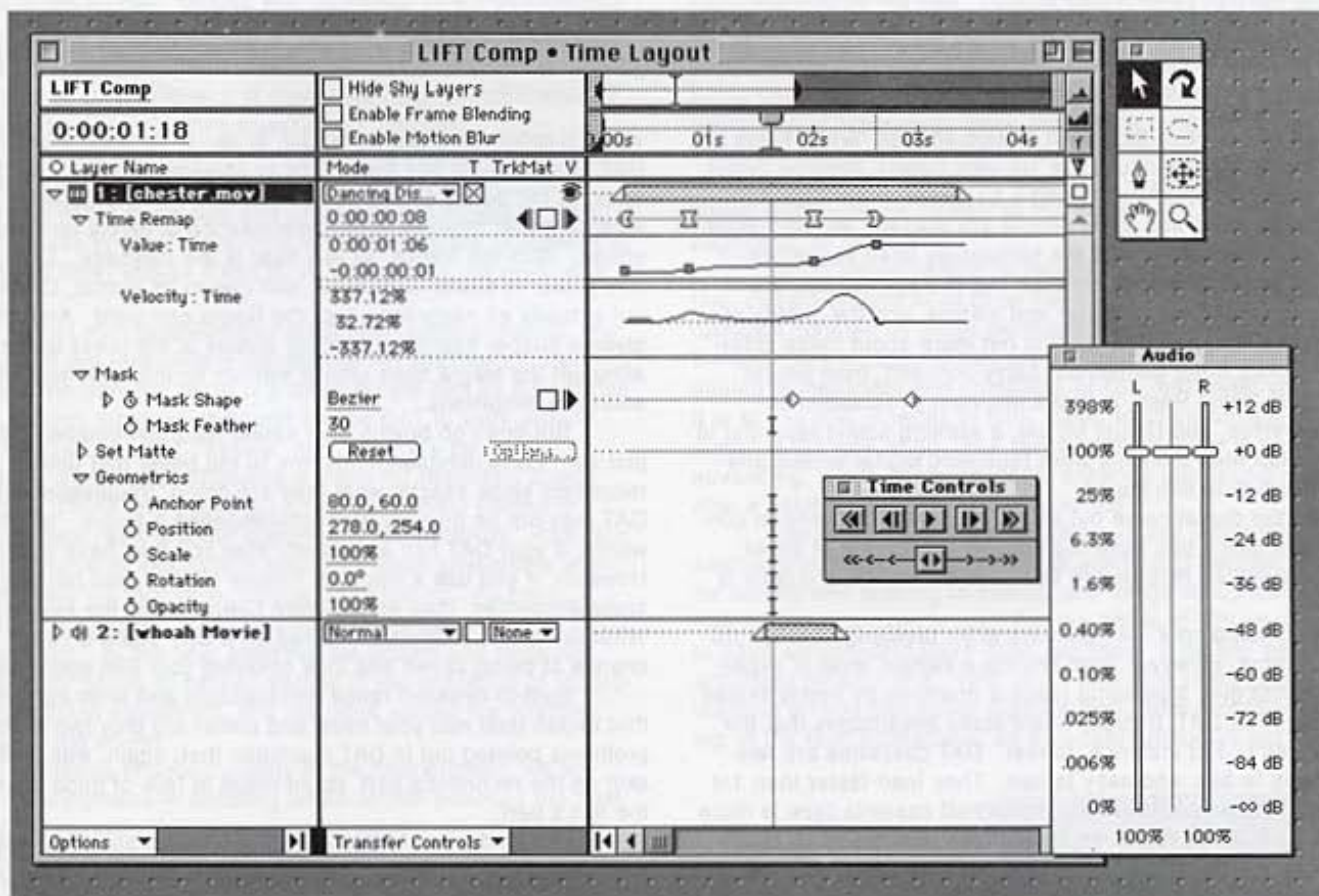 LIFT Comp • Time Layout
LIFT Comp
Hide Shy Layers
Enable Frame Blending
0:00:01:18
Enable Motion Blur
:00s 01s 02s 03s 04s
Layer Name
Mode T TrkMat V
1: [chester.mov]
Dancing Dis...
Time Remap
0:00:00:08
Value: Time
0:00:01:06
-0:00:00:01
Velocity: Time
337.12%
32.72%
-337.12%
Mask
Mask Shape
Bezier
Mask Feather
30
Set Matte
Reset
Options...
Geometrics
Anchor Point
80.0, 60.0
Position
278.0, 254.0
Scale
100%
Rotation
0.0°
Opacity
100%
2: [whoah Movie]
Normal
None
Options
Transfer Controls
Time Controls
Audio
L R
398% +12 dB
100% +0 dB
25% -12 dB
6.3% -24 dB
1.6% -36 dB
0.40% -48 dB
0.10% -60 dB
.025% -72 dB
.006% -84 dB
0% -∞ dB
100% 100%